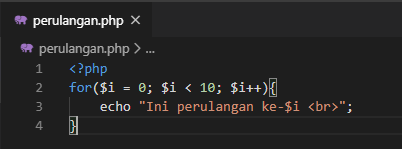 perulangan.php ×
perulangan.php > ...
1 <?php
2 for($i = 0; $i < 10; $i++){
3     echo "Ini perulangan ke-$i <br>";
4 }